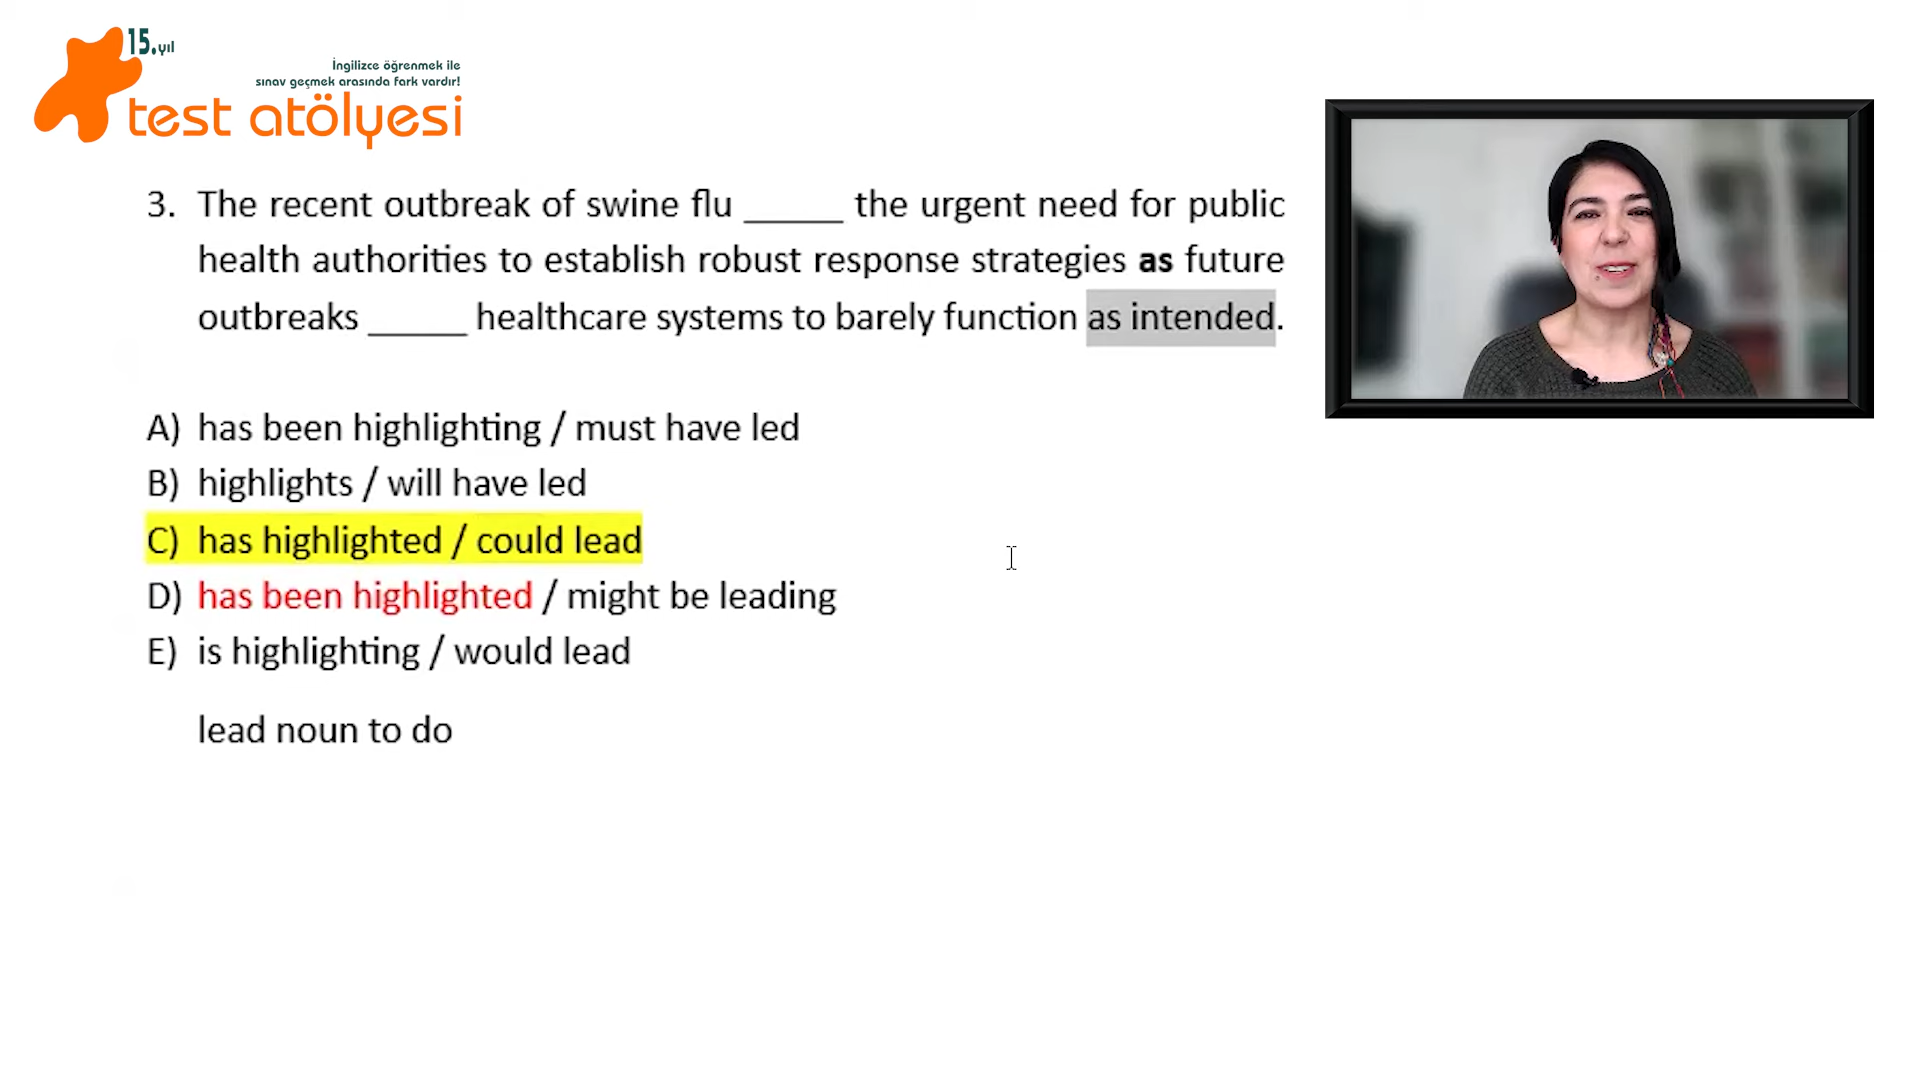 15.yıl
İngilizce öğrenmek ile
sınav geçmek arasında fark vardır!
test atölyesi
3. The recent outbreak of swine flu _____ the urgent need for public
health authorities to establish robust response strategies as future
outbreaks _____ healthcare systems to barely function as intended.
A) has been highlighting / must have led
B) highlights / will have led
C) has highlighted / could lead
D) has been highlighted / might be leading
E) is highlighting / would lead
lead noun to do